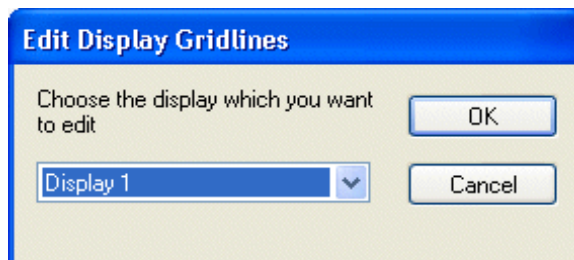 Edit Display Gridlines
Choose the display which you want
to edit
OK
Display 1
Cancel